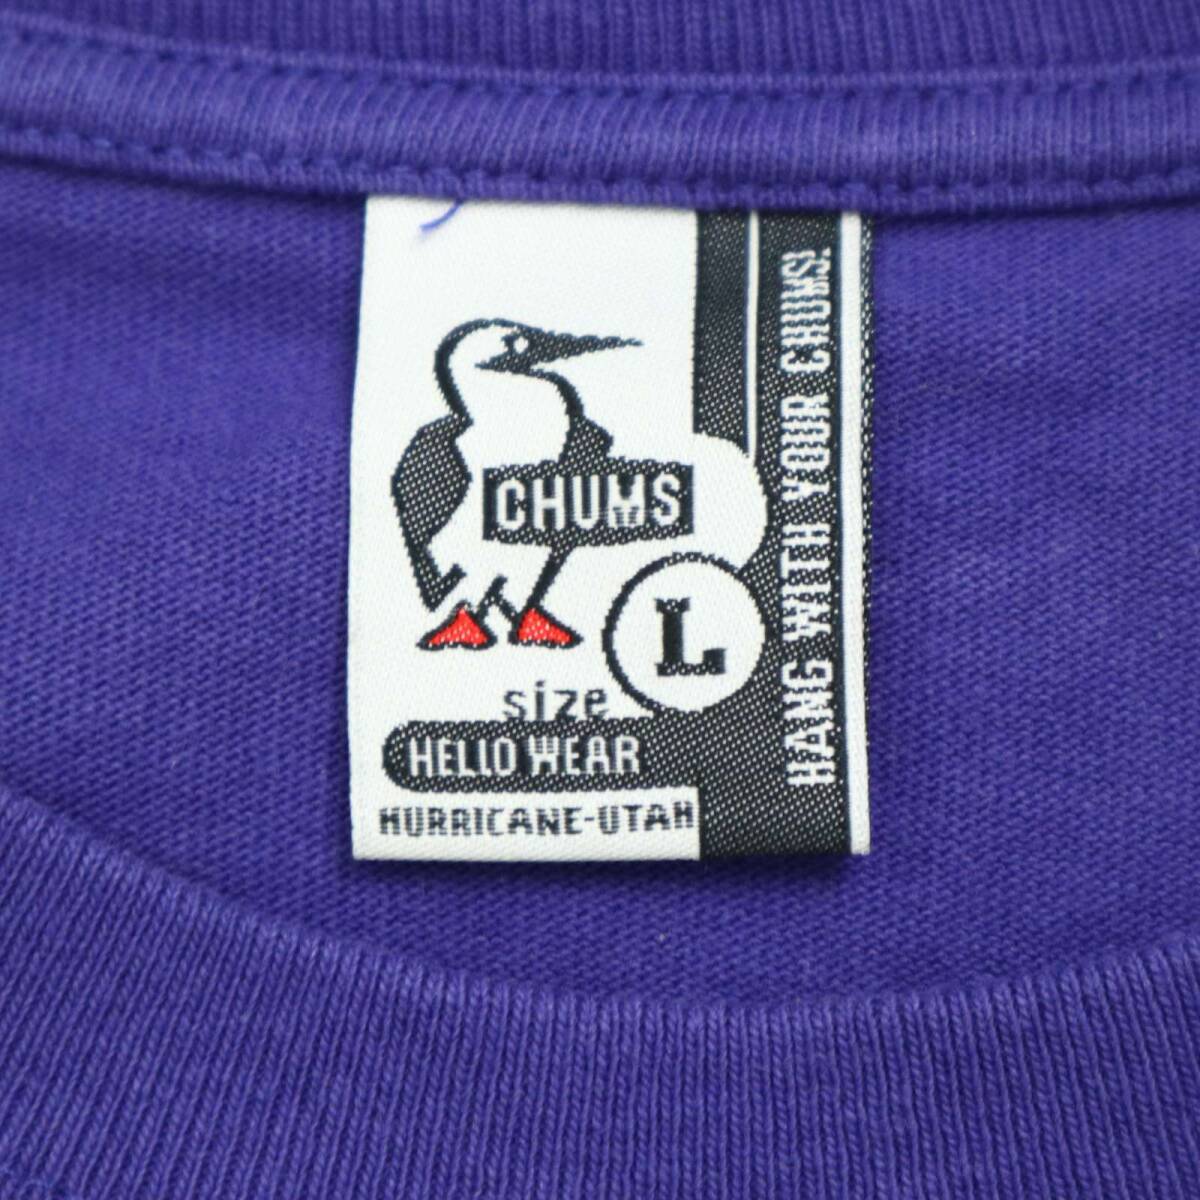 CHUMS
L
size
HELLO WEAR
HURRICANE-UTAH
HANG WITH YOUR CHUMS!